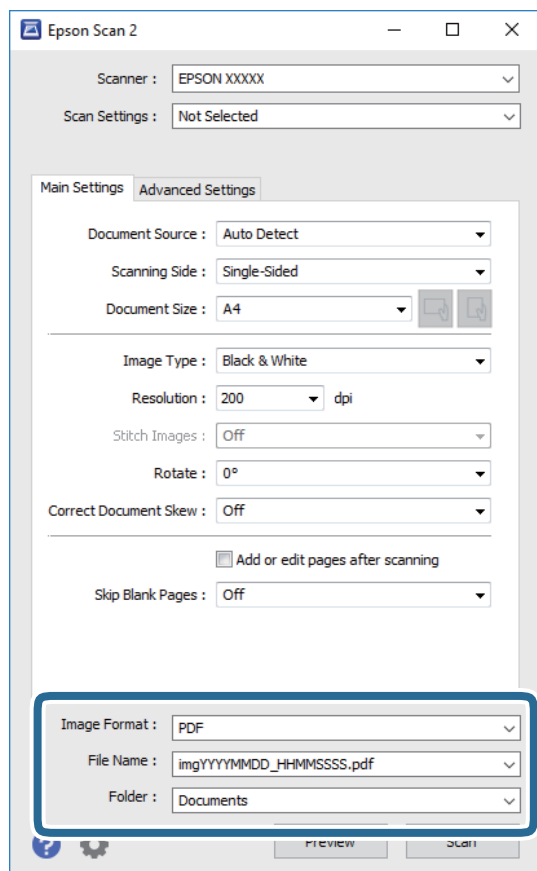 Epson Scan 2
Scanner : EPSON XXXXX
Scan Settings : Not Selected
Main Settings Advanced Settings
Document Source : Auto Detect
Scanning Side : Single-Sided
Document Size : A4
Image Type : Black & White
Resolution : 200 dpi
Stitch Images : Off
Rotate : 0°
Correct Document Skew : Off
Add or edit pages after scanning
Skip Blank Pages : Off
Image Format : PDF
File Name : imgYYYYMMDD_HHMMSSSS.pdf
Folder : Documents
? Preview Scan